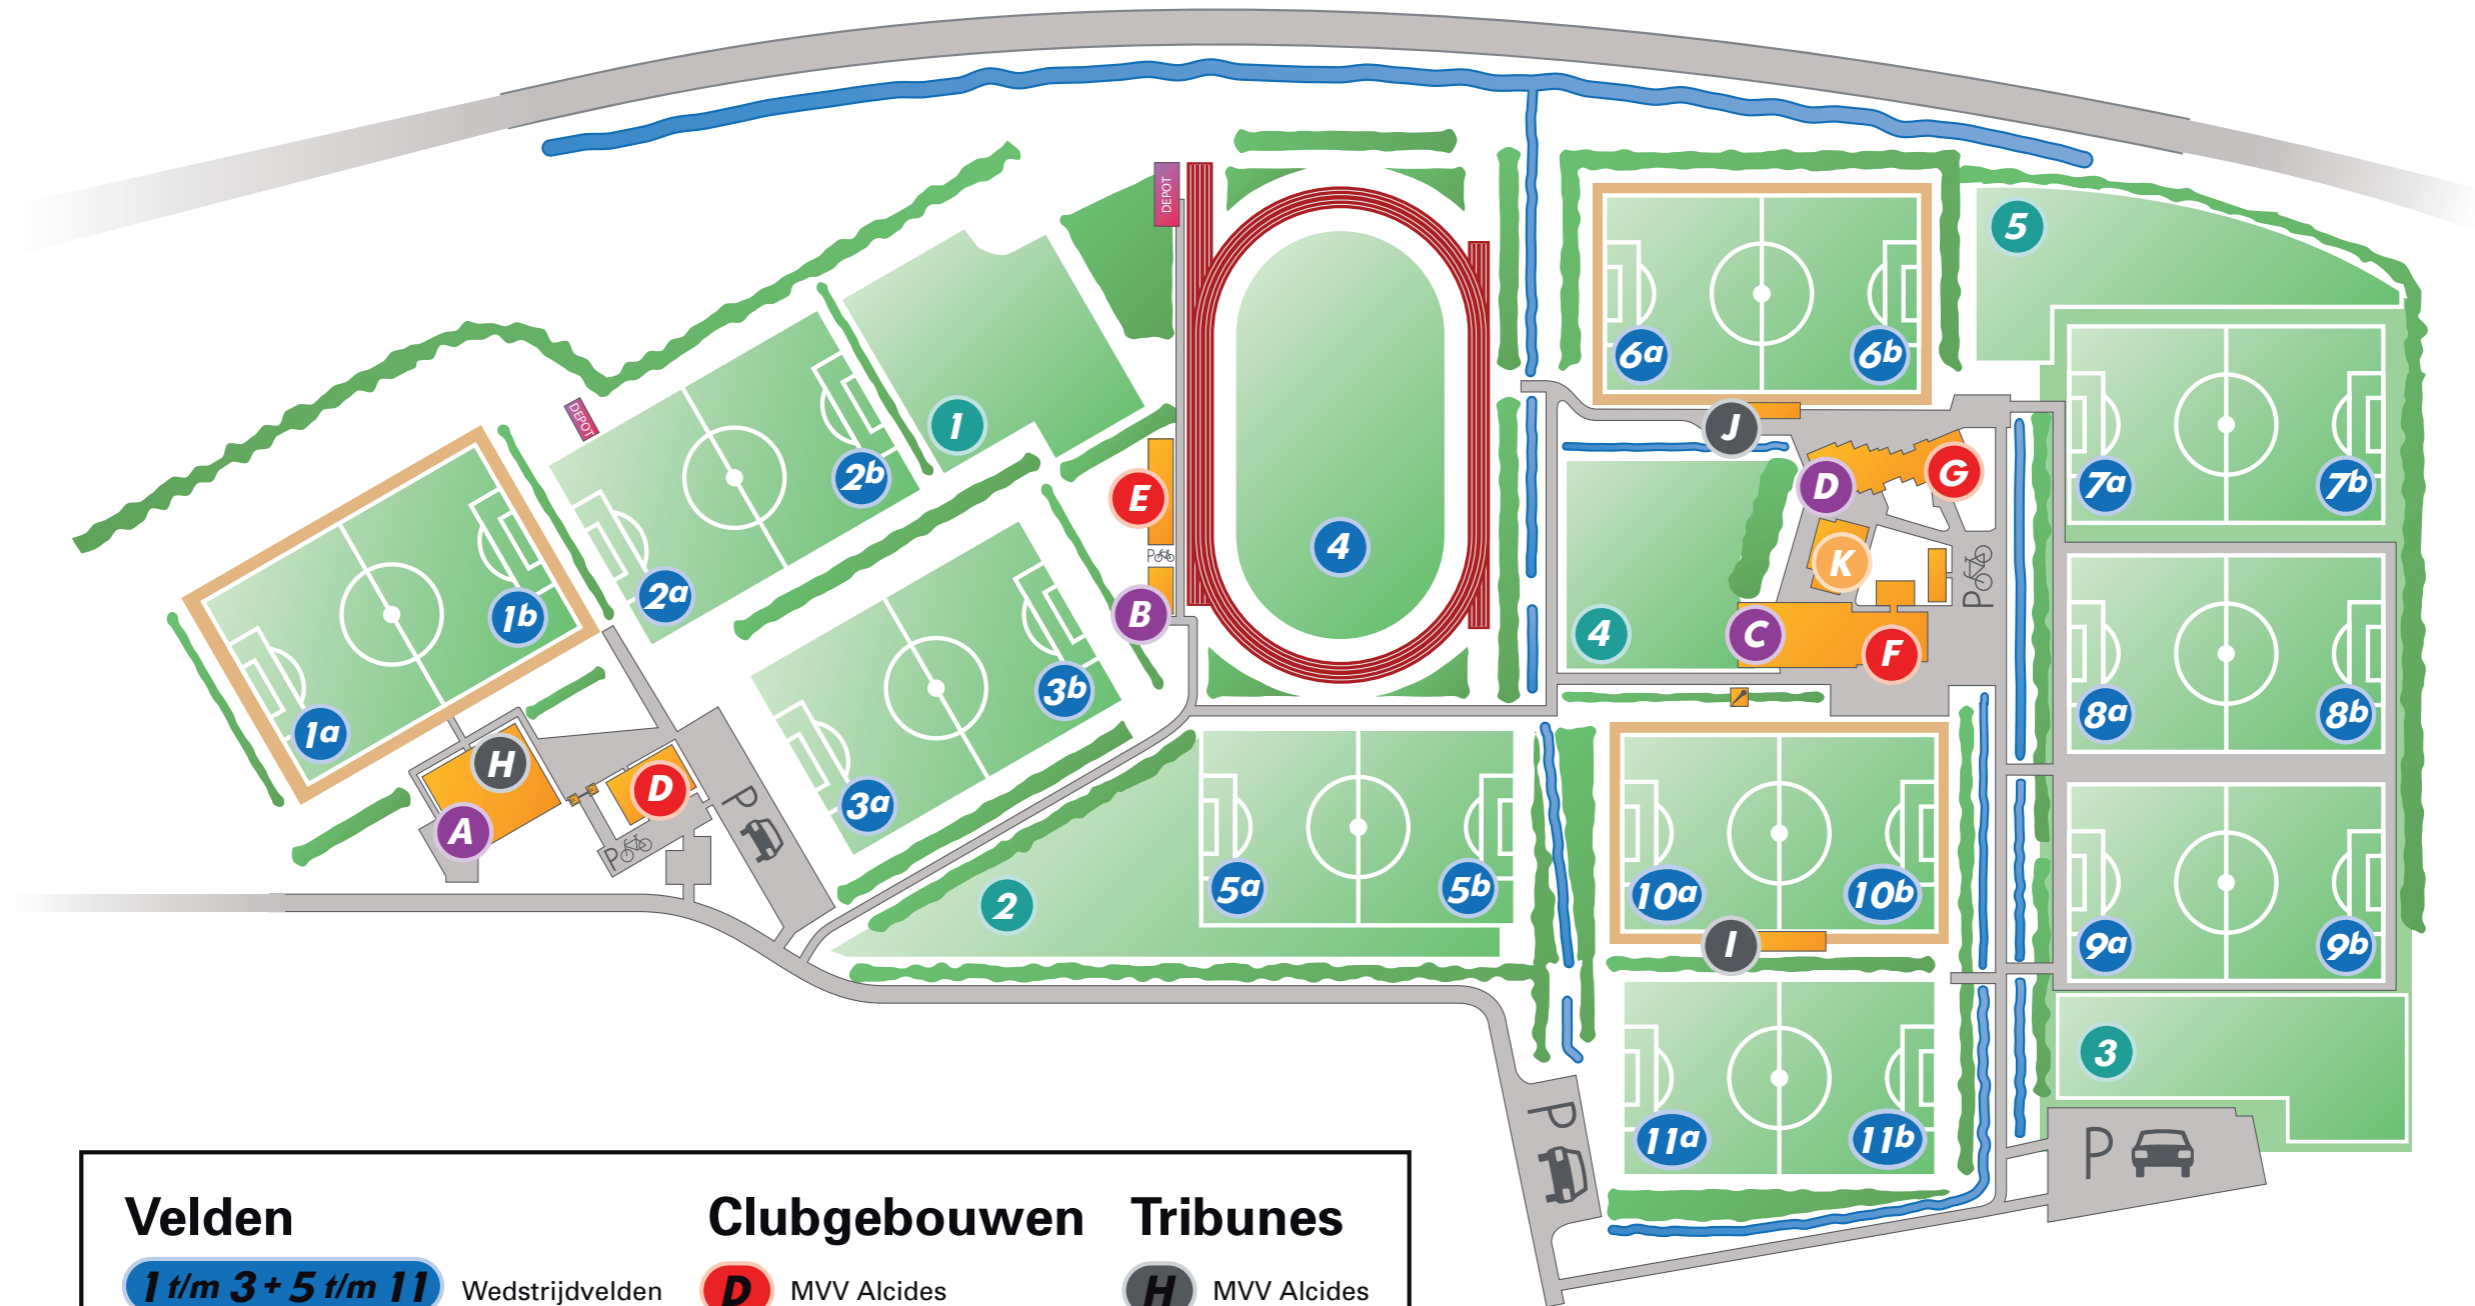 DEPOT
5
6a
6b
DEPOT
1
J
2b
D
G
7a
7b
E
4
P
K
P
2a
1b
B
4
C
F
3b
1a
H
8a
8b
D
P
3a
A
P
5a
5b
10a
10b
2
I
9a
9b
3
P
11a
11b
P
Velden Clubgebouwen Tribunes
1 t/m 3 + 5 t/m 11 Wedstrijdvelden D MVV Alcides H MVV Alcides